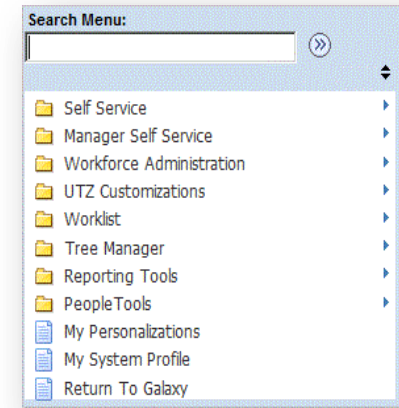 Search Menu:
Self Service
Manager Self Service
Workforce Administration
UTZ Customizations
Worklist
Tree Manager
Reporting Tools
PeopleTools
My Personalizations
My System Profile
Return To Galaxy